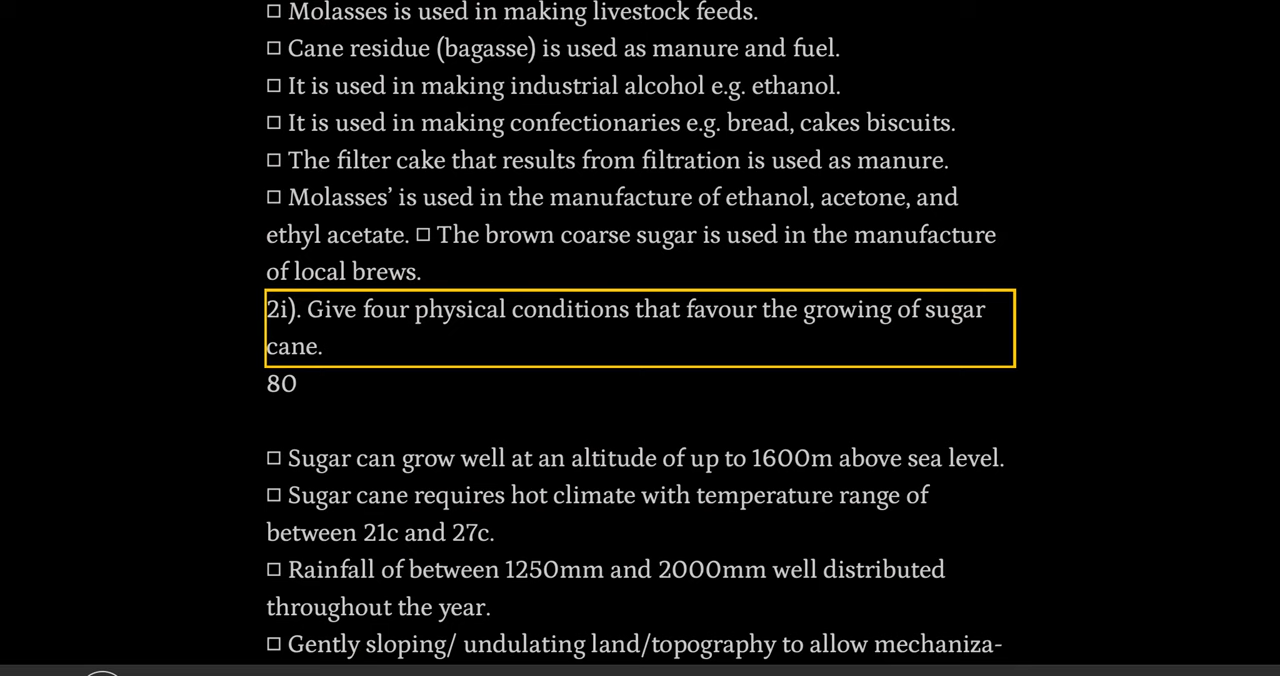 □ Molasses is used in making livestock feeds.
□ Cane residue (bagasse) is used as manure and fuel.
□ It is used in making industrial alcohol e.g. ethanol.
□ It is used in making confectionaries e.g. bread, cakes biscuits.
□ The filter cake that results from filtration is used as manure.
□ Molasses’ is used in the manufacture of ethanol, acetone, and
ethyl acetate. □ The brown coarse sugar is used in the manufacture
of local brews.
2i). Give four physical conditions that favour the growing of sugar
cane.
80
□ Sugar can grow well at an altitude of up to 1600m above sea level.
□ Sugar cane requires hot climate with temperature range of
between 21c and 27c.
□ Rainfall of between 1250mm and 2000mm well distributed
throughout the year.
□ Gently sloping/ undulating land/topography to allow mechaniza-